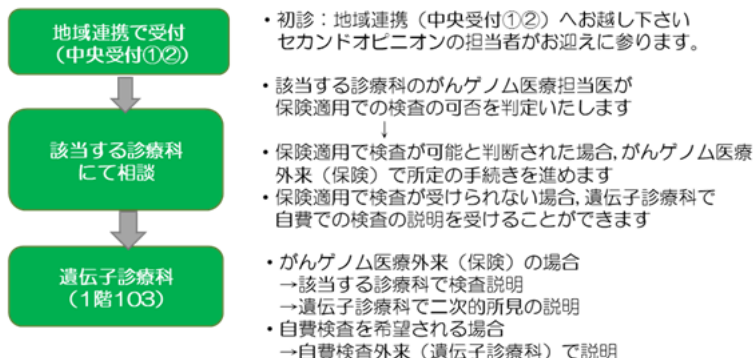 地域連携で受付
（中央受付①②）
・初診：地域連携（中央受付①②）へお越し下さい
セカンドオピニオンの担当者がお迎えに参ります。
該当する診療科
にて相談
・該当する診療科のがんゲノム医療担当医が
保険適用での検査の可否を判定いたします
↓
・保険適用で検査が可能と判断された場合，がんゲノム医療
外来（保険）で所定の手続きを進めます
・保険適用で検査が受けられない場合，遺伝子診療科で
自費での検査の説明を受けることができます
遺伝子診療科
（1階103）
・がんゲノム医療外来（保険）の場合
→該当する診療科で検査説明
→遺伝子診療科で二次的所見の説明
・自費検査を希望される場合
→自費検査外来（遺伝子診療科）で説明